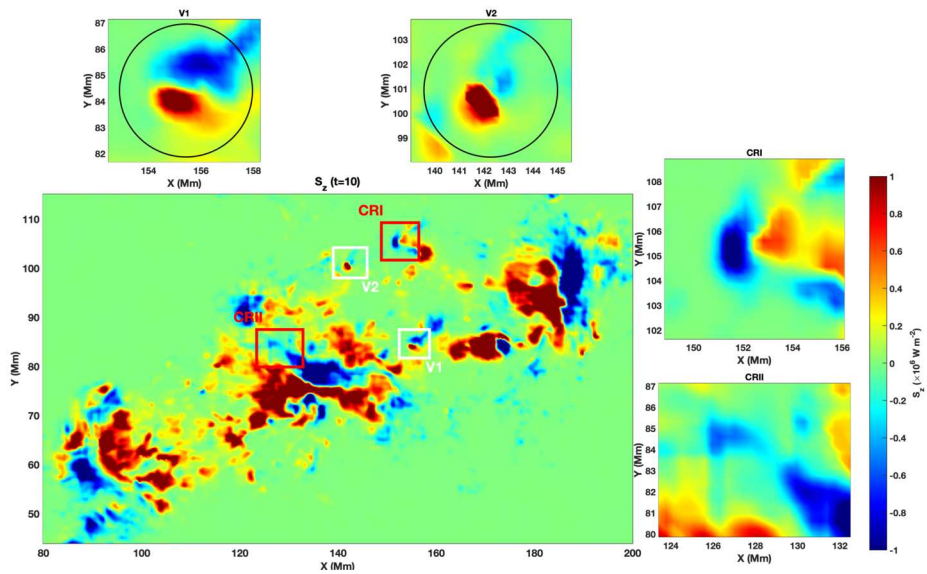 V1
87
86
85
84
83
82
Y (Mm)
154 156 158
X (Mm)
V2
103
102
101
100
99
Y (Mm)
140 141 142 143 144 145
X (Mm)
S_z (t=10)
110
100
90
80
70
60
50
Y (Mm)
80 100 120 140 160 180 200
X (Mm)
CRI
V2
CRII
V1
CRI
108
107
106
105
104
103
102
Y (Mm)
150 152 154 156
X (Mm)
CRII
87
86
85
84
83
82
81
80
Y (Mm)
124 126 128 130 132
X (Mm)
1
0.8
0.6
0.4
0.2
0
-0.2
-0.4
-0.6
-0.8
-1
S_z (×10⁶ W m⁻²)